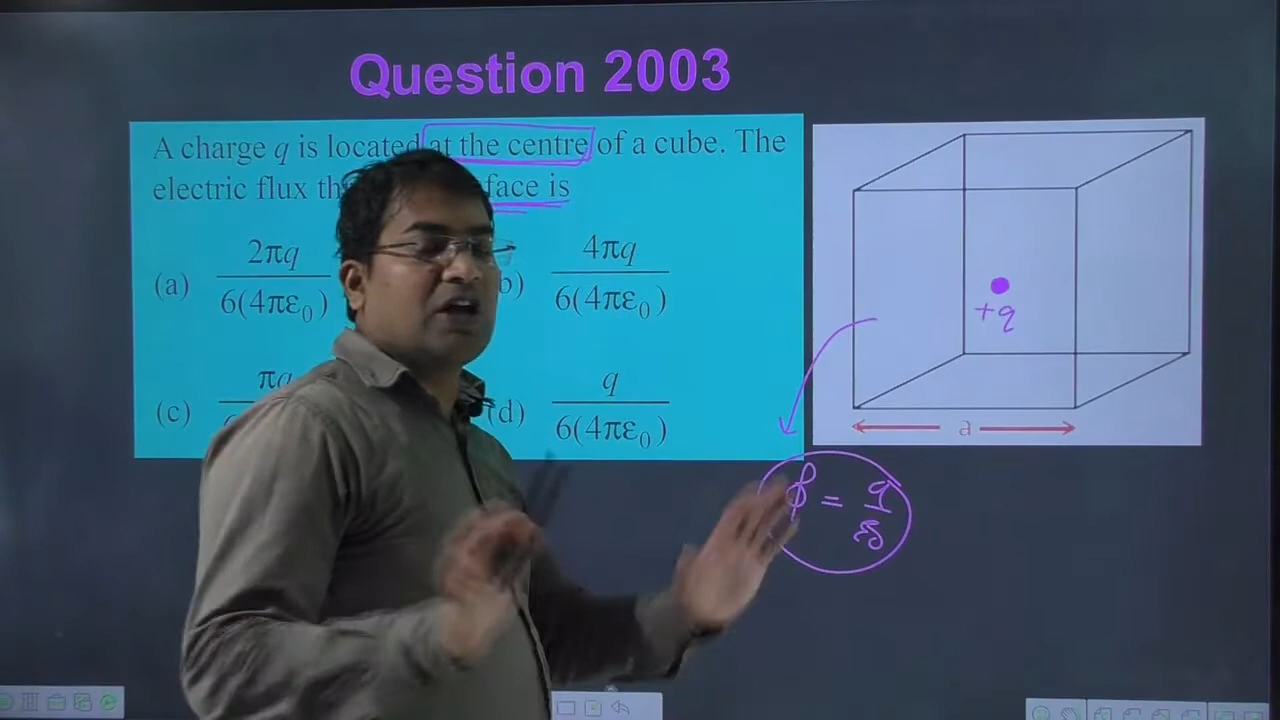 Question 2003
A charge q is located at the centre of a cube. The
electric flux face is
(a) 2πq / 6(4πε₀) b) 4πq / 6(4πε₀)
(c) (d) q / 6(4πε₀)
+q
a
ϕ = q / ε₀